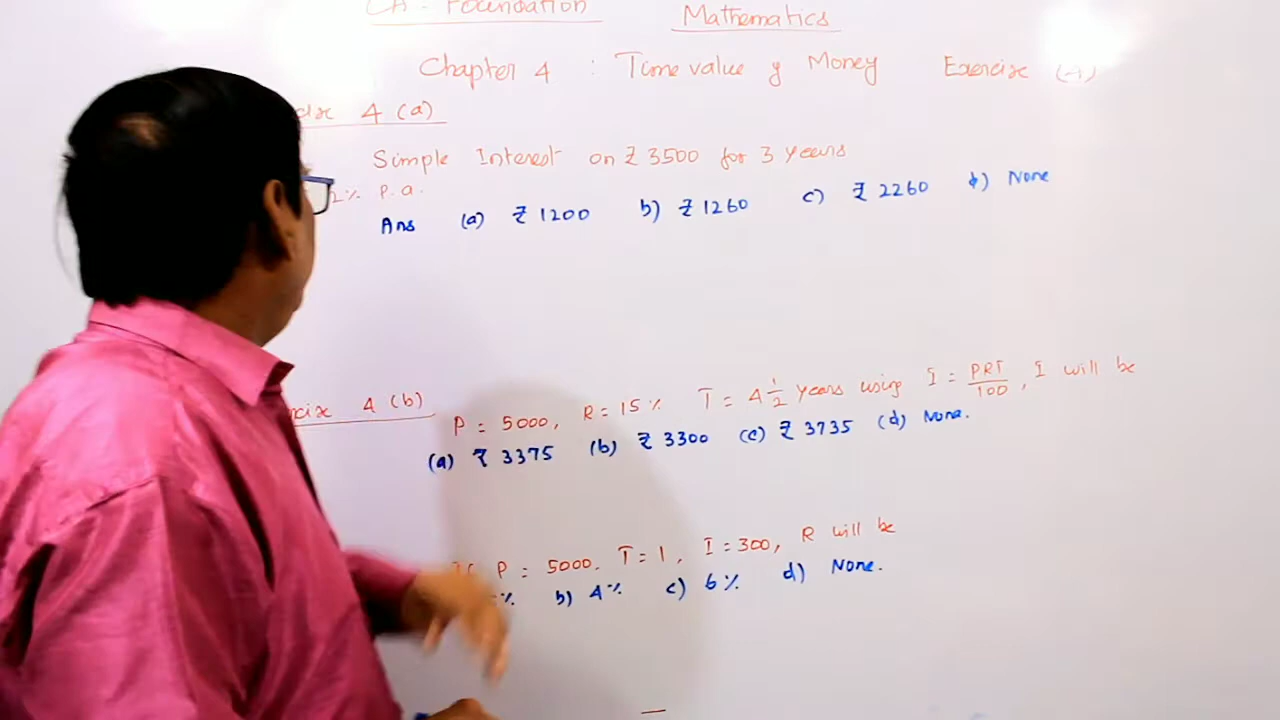 CA - Foundation Mathematics
Chapter 4 : Time value of Money Exercise (A)
4 (a)
Simple Interest on ₹ 3500 for 3 years
2% P.a.
Ans (a) ₹ 1200 b) ₹ 1260 c) ₹ 2260 d) None
4 (b)
P = 5000, R = 15% T = 4 1/2 years using I = PRT/100, I will be
(a) ₹ 3375 (b) ₹ 3300 (c) ₹ 3735 (d) None.
P = 5000. T = 1, I = 300, R will be
% b) 4% c) 6% d) None.